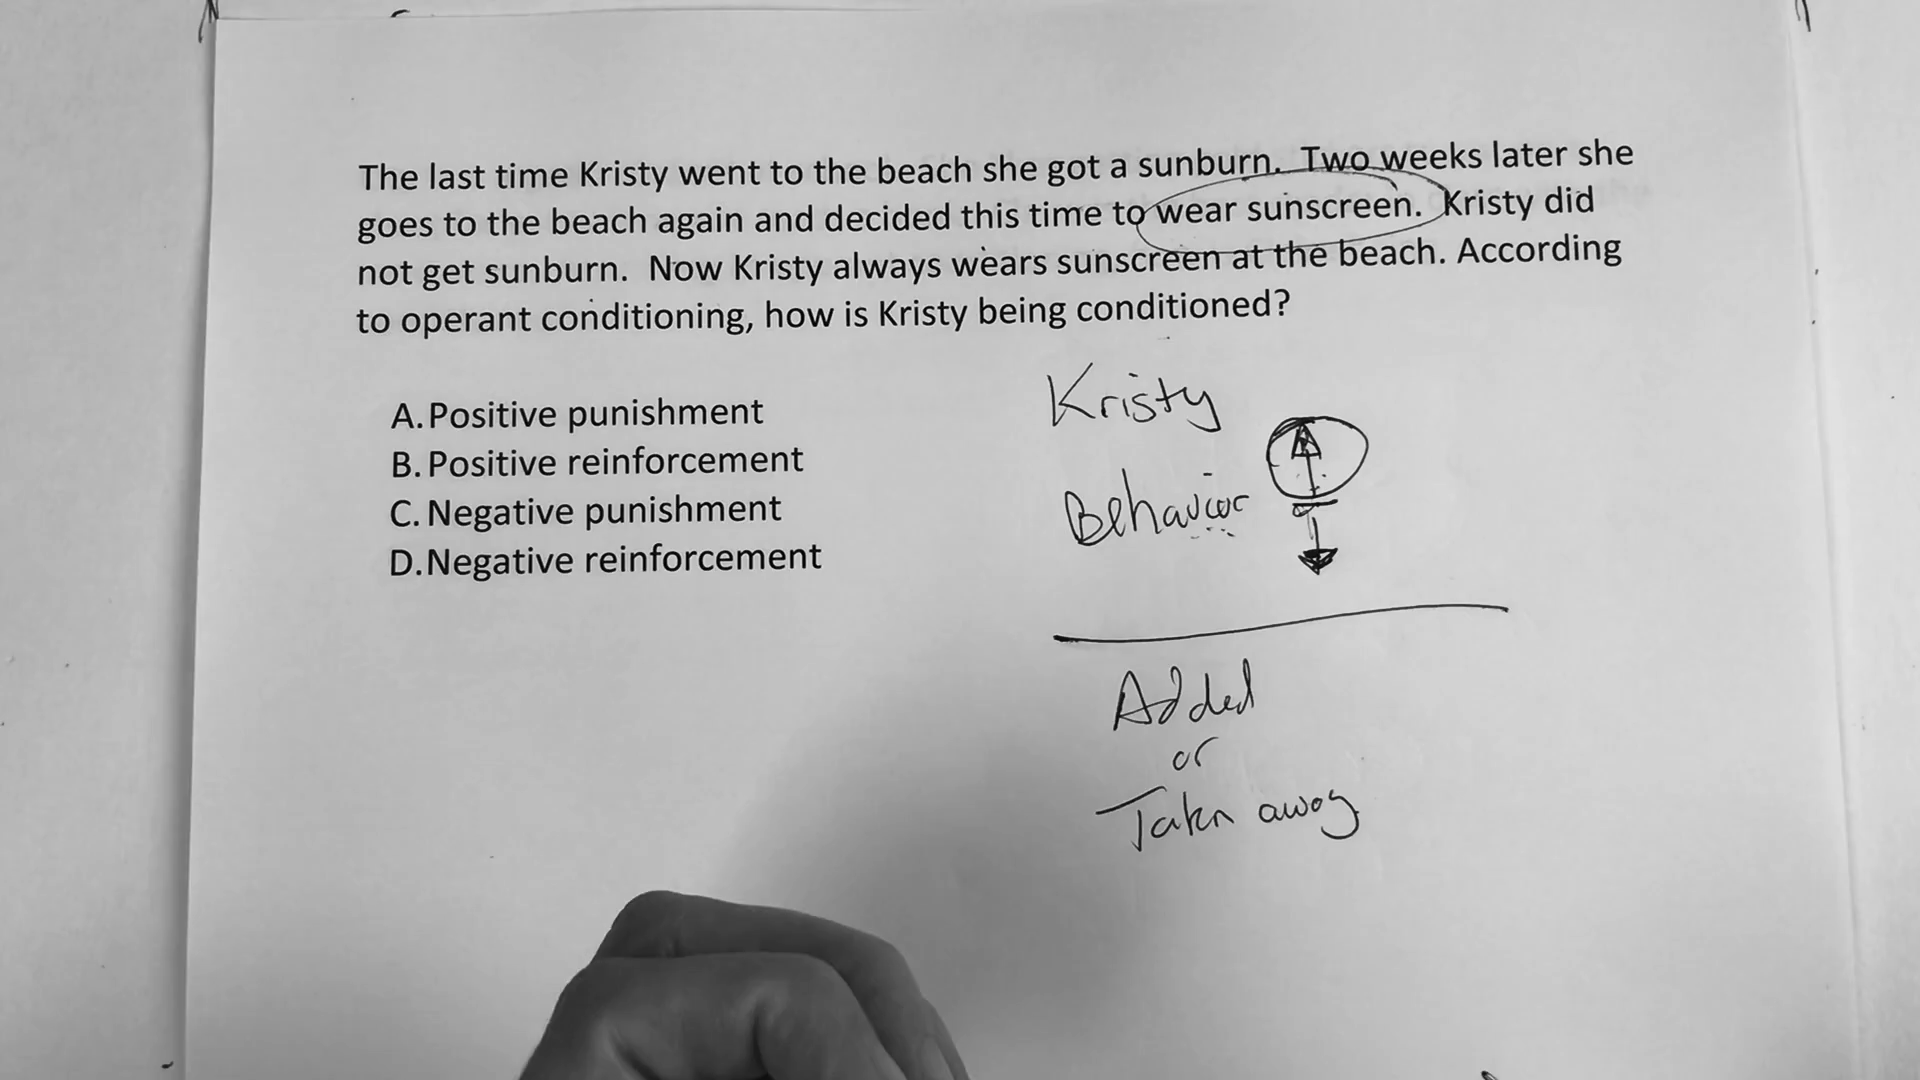 The last time Kristy went to the beach she got a sunburn. Two weeks later she
goes to the beach again and decided this time to wear sunscreen. Kristy did
not get sunburn. Now Kristy always wears sunscreen at the beach. According
to operant conditioning, how is Kristy being conditioned?
A. Positive punishment
B. Positive reinforcement
C. Negative punishment
D. Negative reinforcement
Kristy
Behavior
Added
or
Takn away